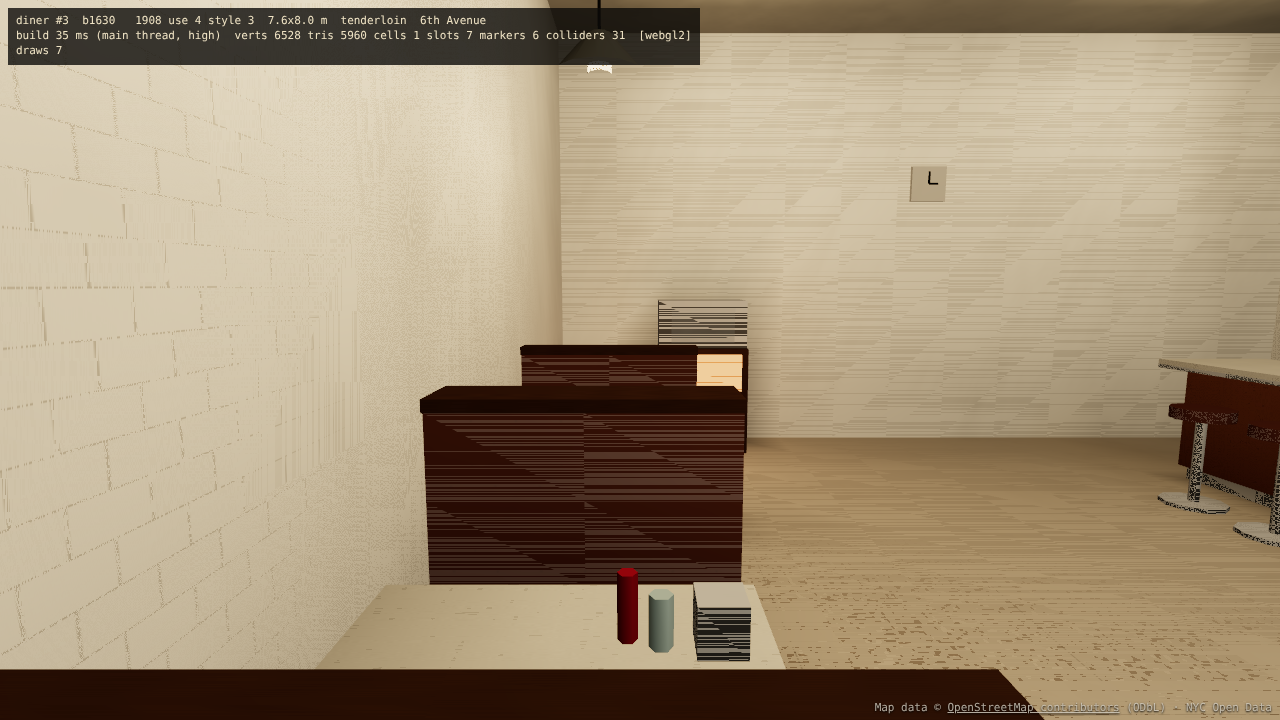 diner #3  b1630   1908 use 4 style 3  7.6x8.0 m  tenderloin  6th Avenue
build 35 ms (main thread, high)  verts 6528 tris 5960 cells 1 slots 7 markers 6 colliders 31  [webgl2]
draws 7
Map data © OpenStreetMap contributors (ODbL) - NYC Open Data